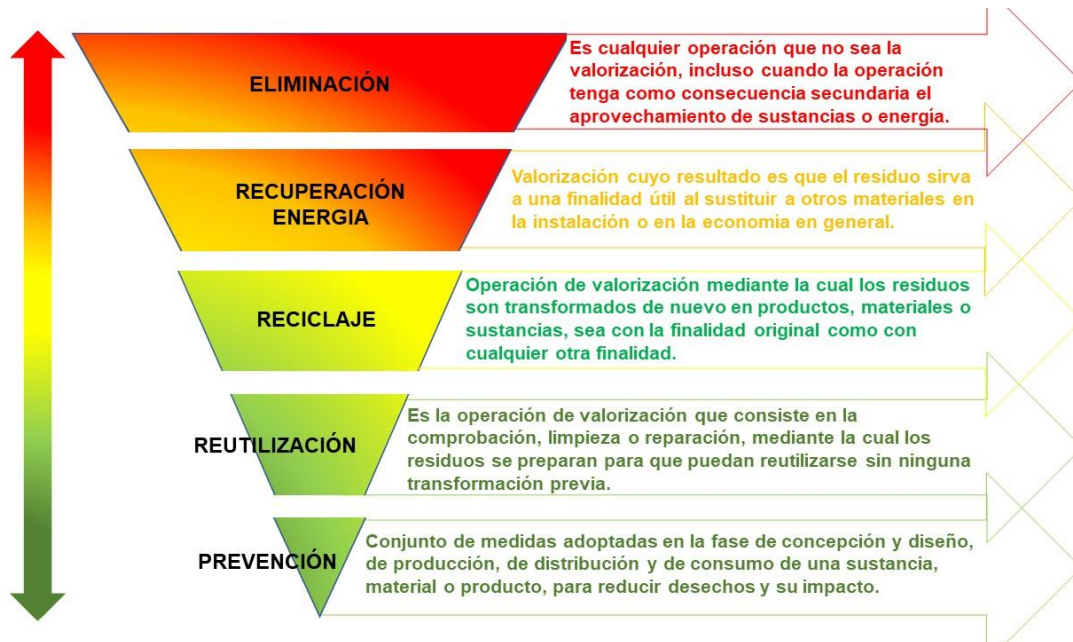 ELIMINACIÓN
Es cualquier operación que no sea la
valorización, incluso cuando la operación
tenga como consecuencia secundaria el
aprovechamiento de sustancias o energía.
RECUPERACIÓN
ENERGIA
Valorización cuyo resultado es que el residuo sirva
a una finalidad útil al sustituir a otros materiales en
la instalación o en la economía en general.
RECICLAJE
Operación de valorización mediante la cual los residuos
son transformados de nuevo en productos, materiales o
sustancias, sea con la finalidad original como con
cualquier otra finalidad.
REUTILIZACIÓN
Es la operación de valorización que consiste en la
comprobación, limpieza o reparación, mediante la cual los
residuos se preparan para que puedan reutilizarse sin ninguna
transformación previa.
PREVENCIÓN
Conjunto de medidas adoptadas en la fase de concepción y diseño,
de producción, de distribución y de consumo de una sustancia,
material o producto, para reducir desechos y su impacto.